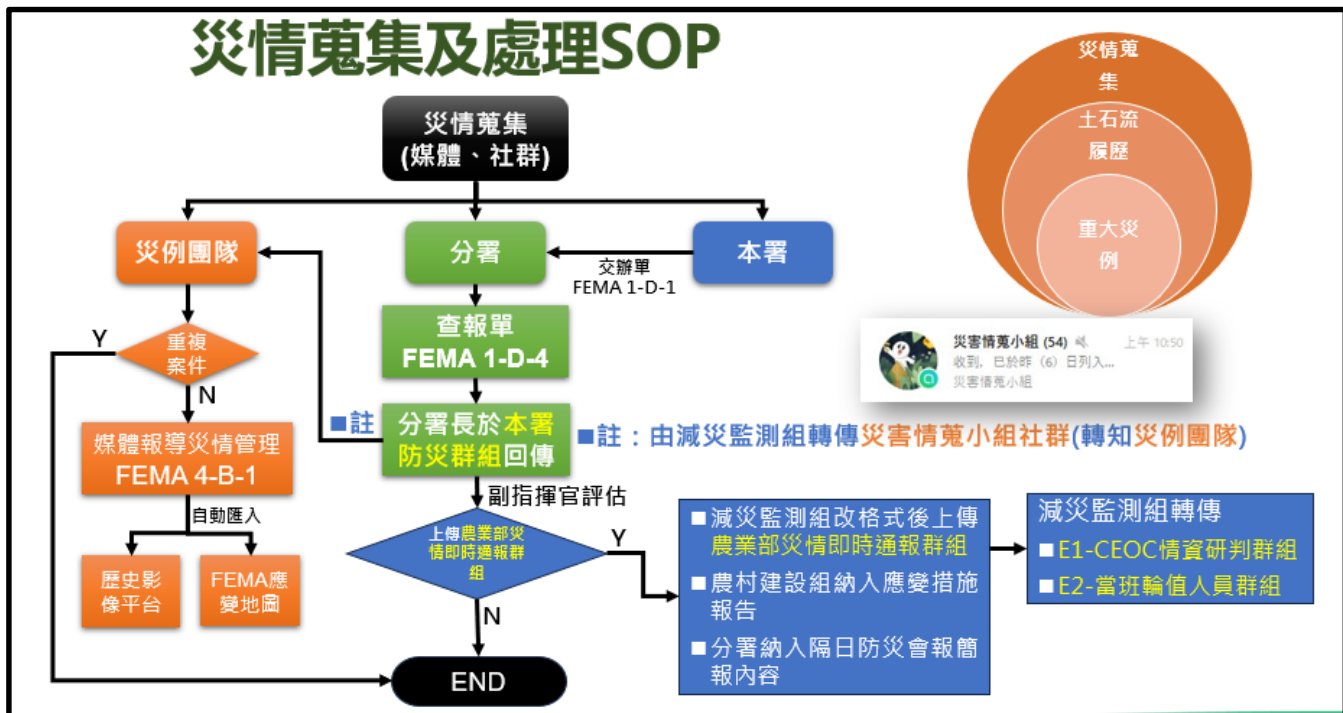 災情蒐集及處理SOP
災情蒐集
(媒體、社群)
災例團隊
分署
本署
交辦單
FEMA 1-D-1
查報單
FEMA 1-D-4
Y
重複
案件
N
■註
分署長於本署
防災群組回傳
■註：由減災監測組轉傳災害情蒐小組社群(轉知災例團隊)
媒體報導災情管理
FEMA 4-B-1
自動匯入
歷史影
像平台
FEMA應
變地圖
副指揮官評估
上傳農業部災
情即時通報群
組
Y
N
END
■減災監測組改格式後上傳
農業部災情即時通報群組
■農村建設組納入應變措施
報告
■分署納入隔日防災會報簡
報內容
減災監測組轉傳
■E1-CEOC情資研判群組
■E2-當班輪值人員群組
災情蒐
集
土石流
履歷
重大災
例
災害情蒐小組 (54)
上午 10:50
收到，已於昨（6）日列入...
災害情蒐小組